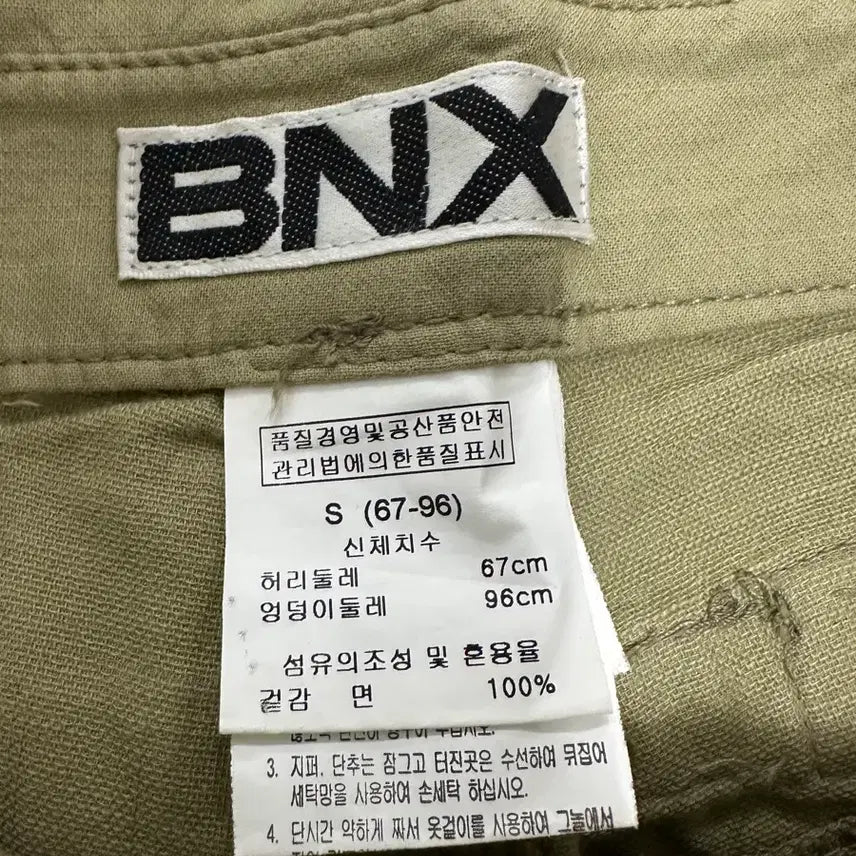 BNX
품질경영및공산품안전
관리법에의한품질표시
S (67-96)
신체치수
허리둘레 67cm
엉덩이둘레 96cm
섬유의조성 및 혼용율
겉감 면 100%
3. 지퍼, 단추는 잠그고 터진곳은 수선하여 뒤집어
세탁망을 사용하여 손세탁 하십시오.
4. 단시간 약하게 짜서 옷걸이를 사용하여 그늘에서